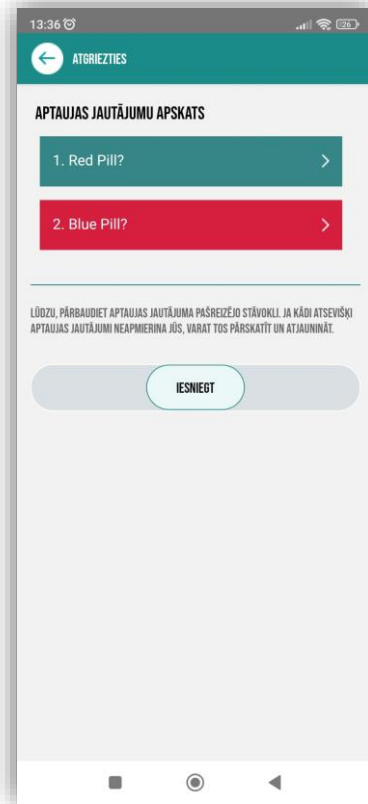 13:36
26
ATGRIEZTIES
APTAUJAS JAUTĀJUMU APSKATS
1. Red Pill?
2. Blue Pill?
LŪDZU, PĀRBAUDIET APTAUJAS JAUTĀJUMA PAŠREIZĒJO STĀVOKLI. JA KĀDI ATSEVIŠĶI
APTAUJAS JAUTĀJUMI NEAPMIERINA JŪS, VARAT TOS PĀRSKATĪT UN ATJAUNINĀT.
IESNIEGT